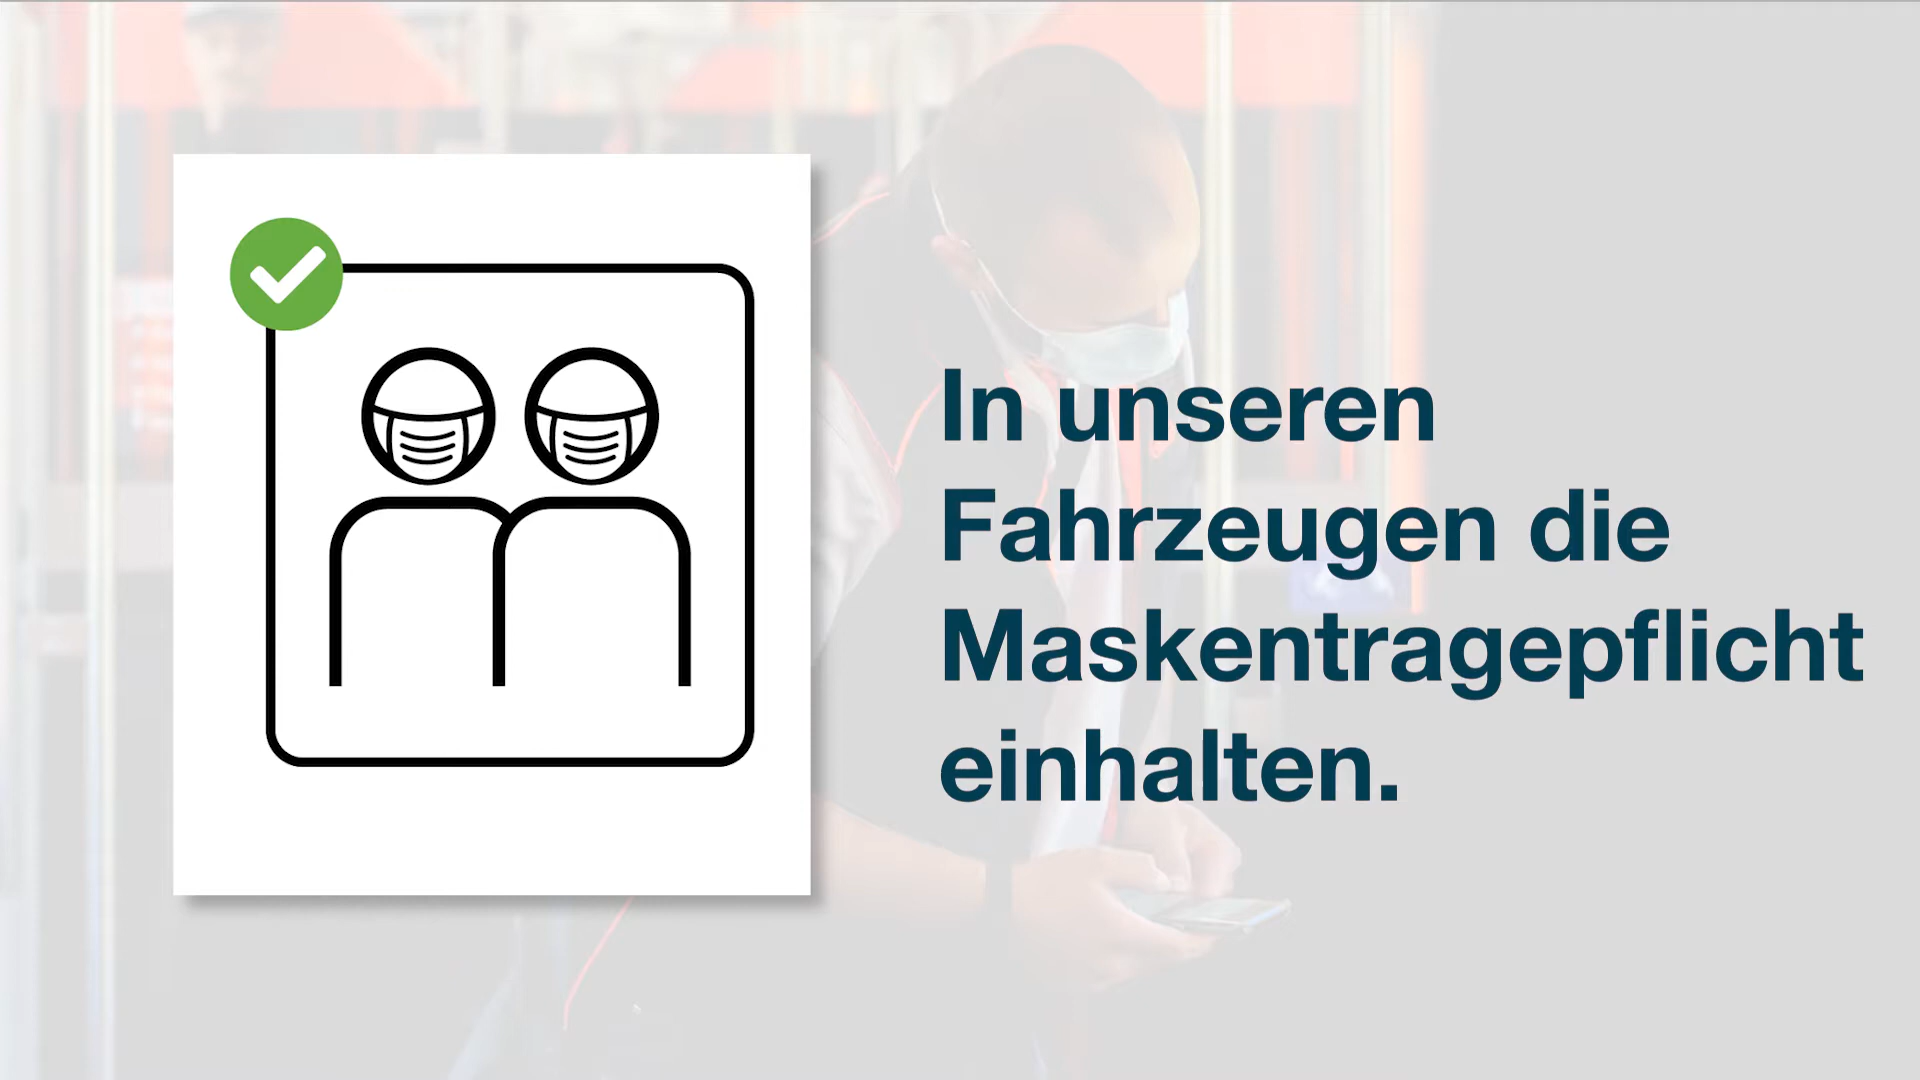 In unseren
Fahrzeugen die
Maskentragepflicht
einhalten.